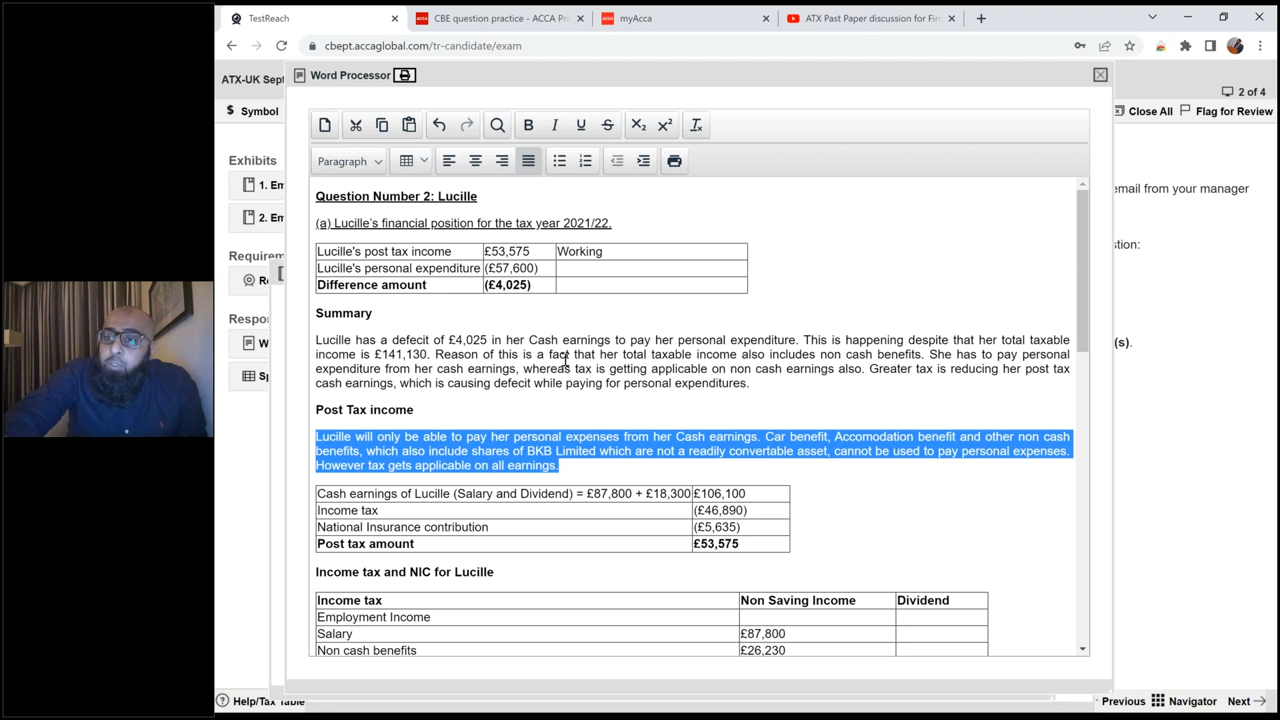 TestReach
CBE question practice - ACCA Pr
myAcca
ATX Past Paper discussion for Fin
cbept.accaglobal.com/tr-candidate/exam
ATX-UK Sept
Word Processor
2 of 4
$ Symbol
Close All
Flag for Review
Exhibits
1. Em
2. Em
email from your manager
stion:
Requirem
Re
(s).
Respo
W
Sp
Paragraph
Question Number 2: Lucille
(a) Lucille's financial position for the tax year 2021/22.
Lucille's post tax income £53,575 Working
Lucille's personal expenditure (£57,600)
Difference amount (£4,025)
Summary
Lucille has a defecit of £4,025 in her Cash earnings to pay her personal expenditure. This is happening despite that her total taxable
income is £141,130. Reason of this is a fact that her total taxable income also includes non cash benefits. She has to pay personal
expenditure from her cash earnings, whereas tax is getting applicable on non cash earnings also. Greater tax is reducing her post tax
cash earnings, which is causing defecit while paying for personal expenditures.
Post Tax income
Lucille will only be able to pay her personal expenses from her Cash earnings. Car benefit, Accomodation benefit and other non cash
benefits, which also include shares of BKB Limited which are not a readily convertable asset, cannot be used to pay personal expenses.
However tax gets applicable on all earnings.
Cash earnings of Lucille (Salary and Dividend) = £87,800 + £18,300 £106,100
Income tax (£46,890)
National Insurance contribution (£5,635)
Post tax amount £53,575
Income tax and NIC for Lucille
Income tax Non Saving Income Dividend
Employment Income
Salary £87,800
Non cash benefits £26,230
Help/Tax Table
Previous
Navigator
Next